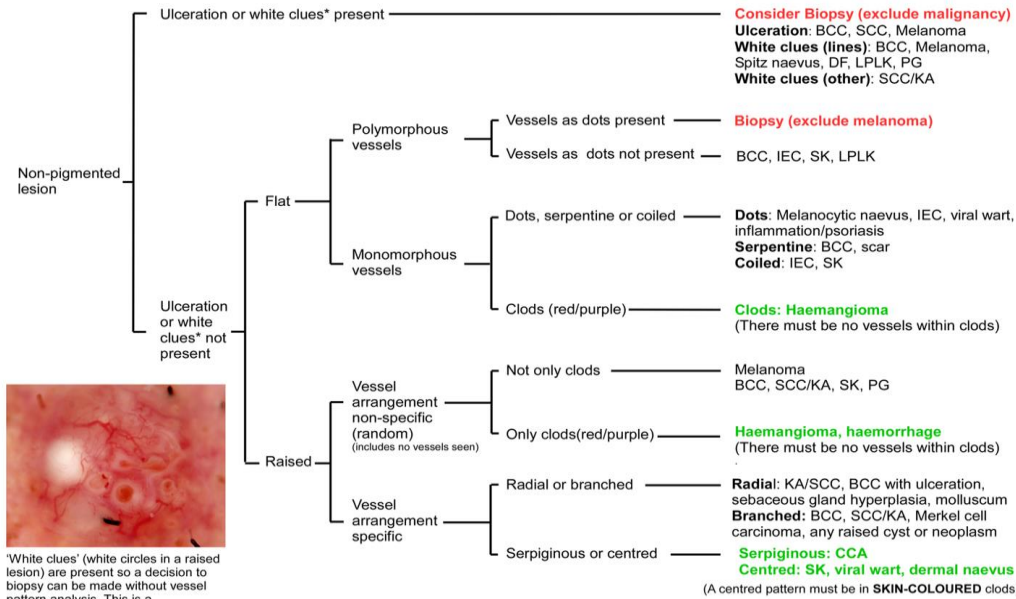 Ulceration or white clues* present
Consider Biopsy (exclude malignancy)
Ulceration: BCC, SCC, Melanoma
White clues (lines): BCC, Melanoma,
Spitz naevus, DF, LPLK, PG
White clues (other): SCC/KA
Polymorphous
vessels
Vessels as dots present
Biopsy (exclude melanoma)
Vessels as dots not present
BCC, IEC, SK, LPLK
Non-pigmented
lesion
Flat
Dots, serpentine or coiled
Dots: Melanocytic naevus, IEC, viral wart,
inflammation/psoriasis
Serpentine: BCC, scar
Coiled: IEC, SK
Monomorphous
vessels
Clods (red/purple)
Clods: Haemangioma
(There must be no vessels within clods)
Ulceration
or white
clues* not
present
Vessel
arrangement
non-specific
(random)
(includes no vessels seen)
Not only clods
Melanoma
BCC, SCC/KA, SK, PG
Only clods(red/purple)
Haemangioma, haemorrhage
(There must be no vessels within clods)
Raised
Vessel
arrangement
specific
Radial or branched
Radial: KA/SCC, BCC with ulceration,
sebaceous gland hyperplasia, molluscum
Branched: BCC, SCC/KA, Merkel cell
carcinoma, any raised cyst or neoplasm
Serpiginous or centred
Serpiginous: CCA
Centred: SK, viral wart, dermal naevus
(A centred pattern must be in SKIN-COLOURED clods
'White clues' (white circles in a raised
lesion) are present so a decision to
biopsy can be made without vessel
pattern analysis. This is a